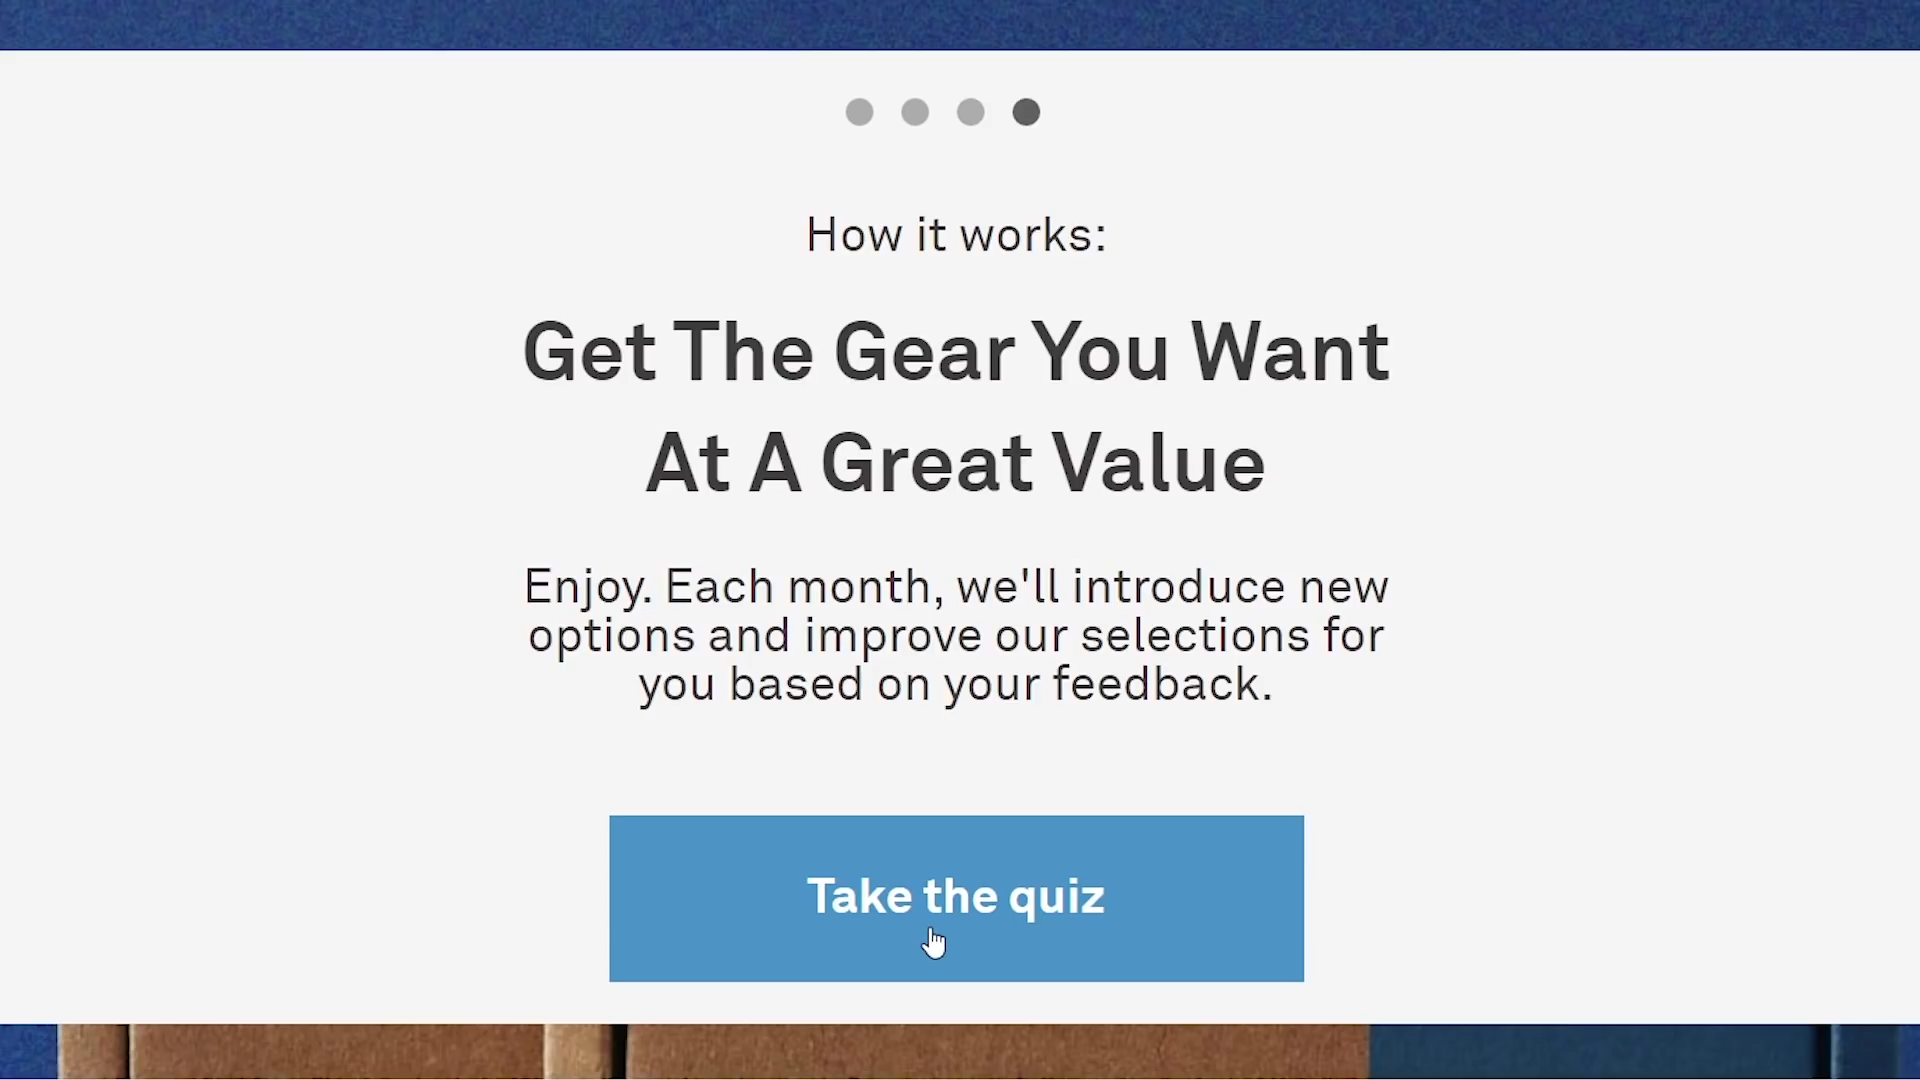 How it works:
Get The Gear You Want
At A Great Value
Enjoy. Each month, we'll introduce new
options and improve our selections for
you based on your feedback.
Take the quiz